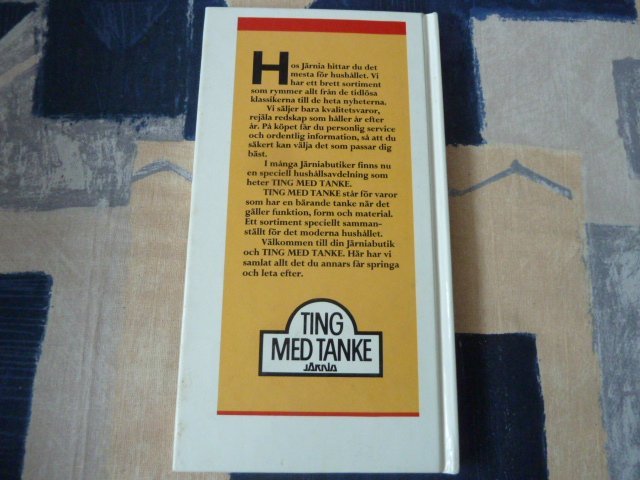 Hos Järnia hittar du det
mesta för hushållet. Vi
har ett brett sortiment
som rymmer allt från de tidlösa
klassikerna till de heta nyheterna.
Vi säljer bara kvalitetsvaror,
rejäla redskap som håller år efter
år. På köpet får du personlig service
och ordentlig information, så att du
säkert kan välja det som passar dig
bäst.
I många Järniabutiker finns nu
en speciell hushållsavdelning som
heter TING MED TANKE.
TING MED TANKE står för varor
som har en bärande tanke när det
gäller funktion, form och material.
Ett sortiment speciellt samman-
ställt för det moderna hushållet.
Välkommen till din Järniabutik
och TING MED TANKE. Här har vi
samlat allt det du annars får springa
och leta efter.
TING
MED TANKE
JÄRNIA